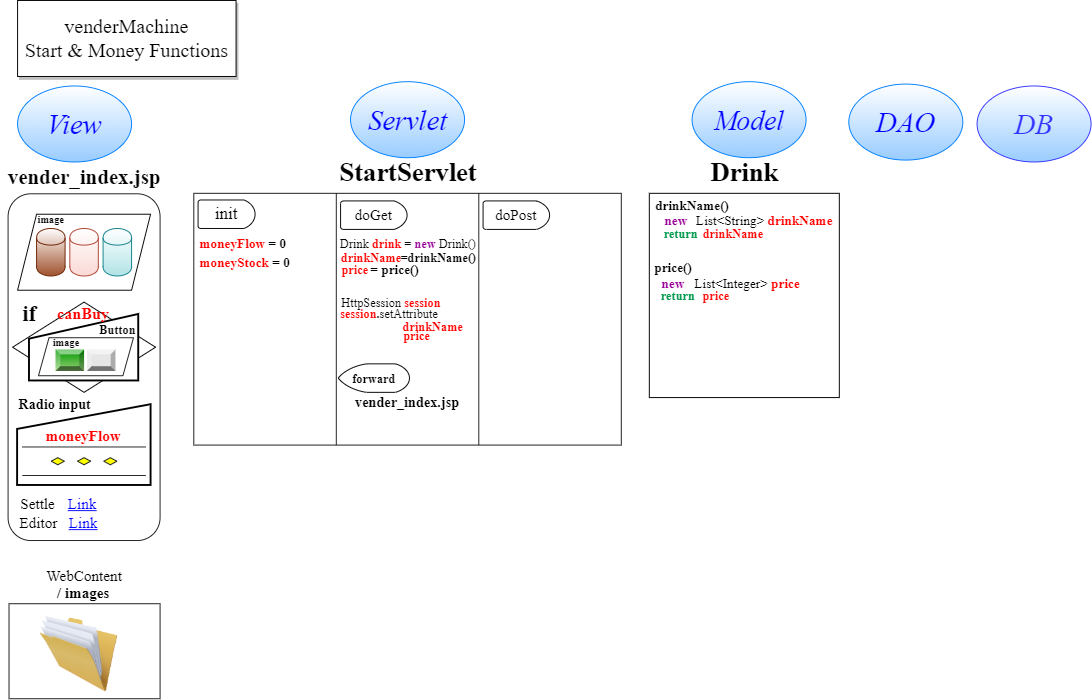 venderMachine
Start & Money Functions
View
Servlet
Model
DAO
DB
vender_index.jsp
StartServlet
Drink
image
if
canBuy
Button
image
Radio input
moneyFlow
Settle Link
Editor Link
WebContent
/ images
init
moneyFlow = 0
moneyStock = 0
doGet
Drink drink = new Drink()
drinkName=drinkName()
price = price()
HttpSession session
session.setAttribute
drinkName
price
forward
vender_index.jsp
doPost
drinkName()
new List<String> drinkName
return drinkName
price()
new List<Integer> price
return price